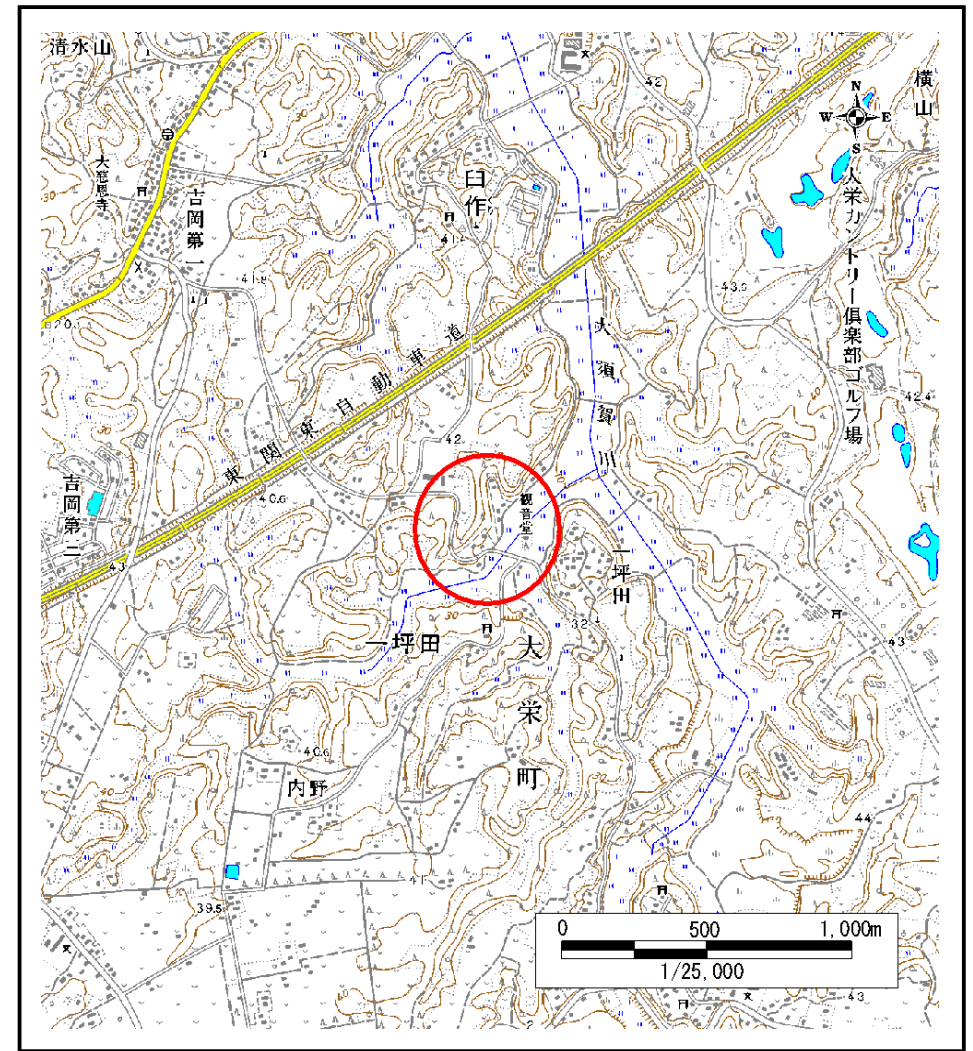 清水山
42
横山
N
W E
S
大慈恩寺
吉岡第一
臼作
41.8
43.6
大栄カントリー倶楽部ゴルフ場
大須賀川
東関東自動車道
42
42.4
吉岡第二
40.6
43
観音堂
一坪田
32
30
43
一坪田
大栄町
40.6
内野
44
41
39.5
0 500 1,000m
1/25,000
43